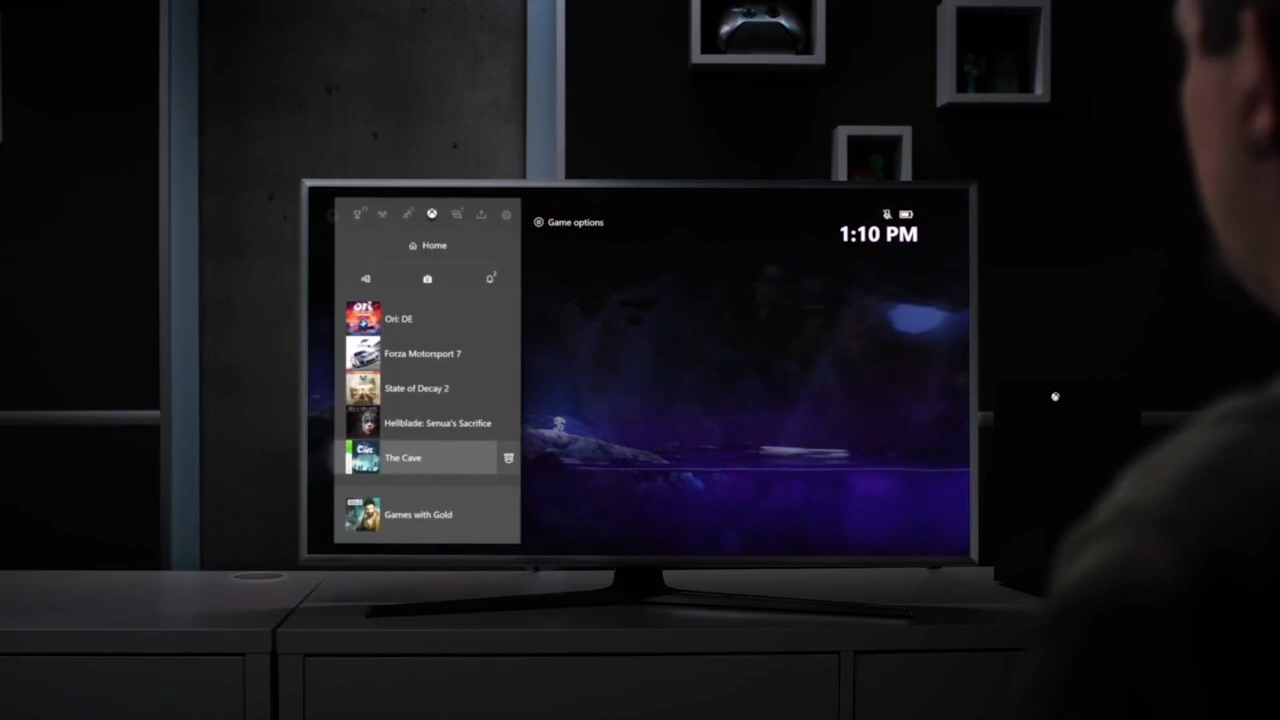 Game options
1:10 PM
Home
2
Ori: DE
Forza Motorsport 7
State of Decay 2
Hellblade: Senua's Sacrifice
The Cave
Games with Gold